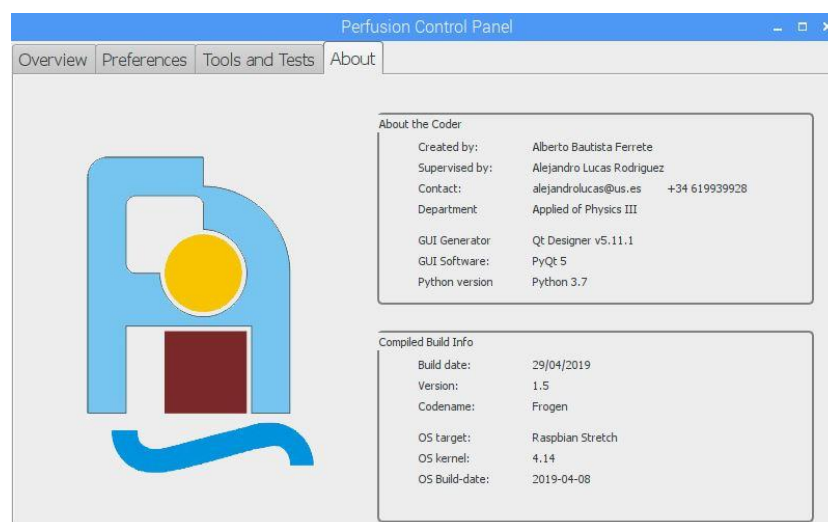 Perfusion Control Panel
Overview Preferences Tools and Tests About
About the Coder
Created by: Alberto Bautista Ferrete
Supervised by: Alejandro Lucas Rodriguez
Contact: alejandrolucas@us.es +34 619939928
Department Applied of Physics III
GUI Generator Qt Designer v5.11.1
GUI Software: PyQt 5
Python version Python 3.7
Compiled Build Info
Build date: 29/04/2019
Version: 1.5
Codename: Frogen
OS target: Raspbian Stretch
OS kernel: 4.14
OS Build-date: 2019-04-08